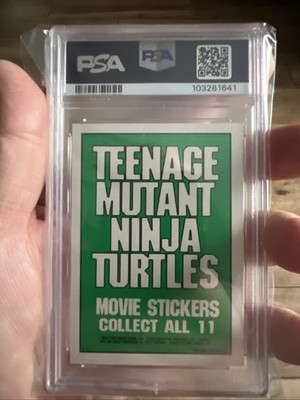 PSA
PSA
103281641
TEENAGE
MUTANT
NINJA
TURTLES
MOVIE STICKERS
COLLECT ALL 11